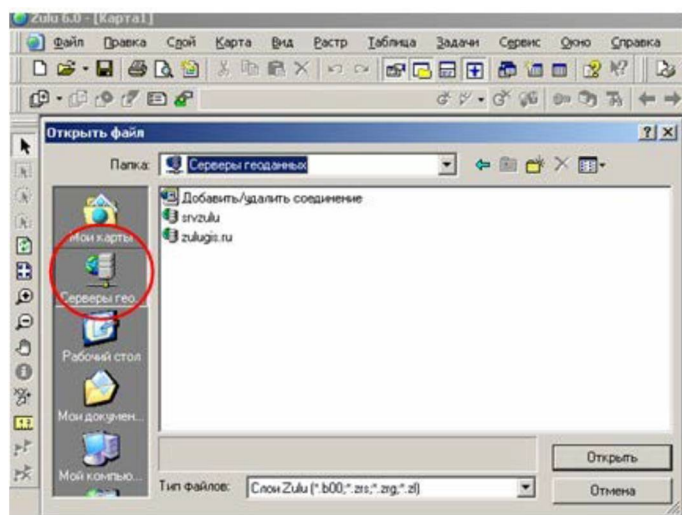 Zulu 6.0 - [Карта1]
Файл Правка Слой Карта Вид Растр Таблица Задачи Сервис Окно Справка
Открыть файл
Папка: Серверы геоданных
Добавить/удалить соединение
srvzulu
zulugis.ru
Мои карты
Серверы гео...
Рабочий стол
Мои докумен...
Мой компью...
Открыть
Тип файлов: Слои Zulu (*.b00;*.zrs;*.zrg;*.zl)
Отмена